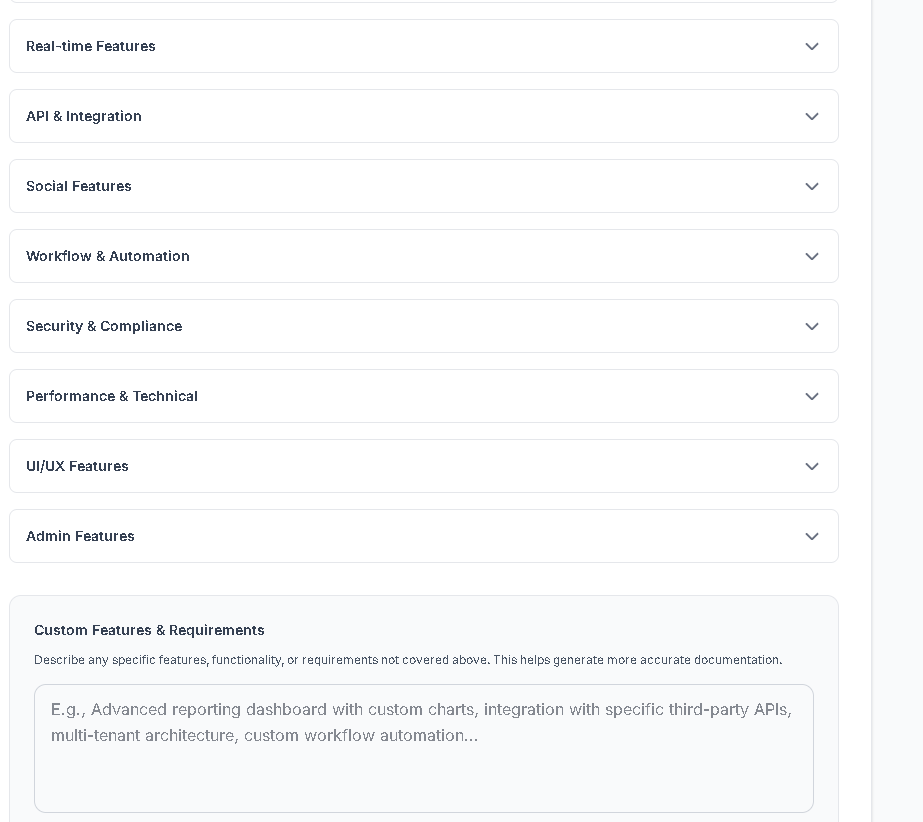 Real-time Features
API & Integration
Social Features
Workflow & Automation
Security & Compliance
Performance & Technical
UI/UX Features
Admin Features
Custom Features & Requirements
Describe any specific features, functionality, or requirements not covered above. This helps generate more accurate documentation.
E.g., Advanced reporting dashboard with custom charts, integration with specific third-party APIs,
multi-tenant architecture, custom workflow automation...